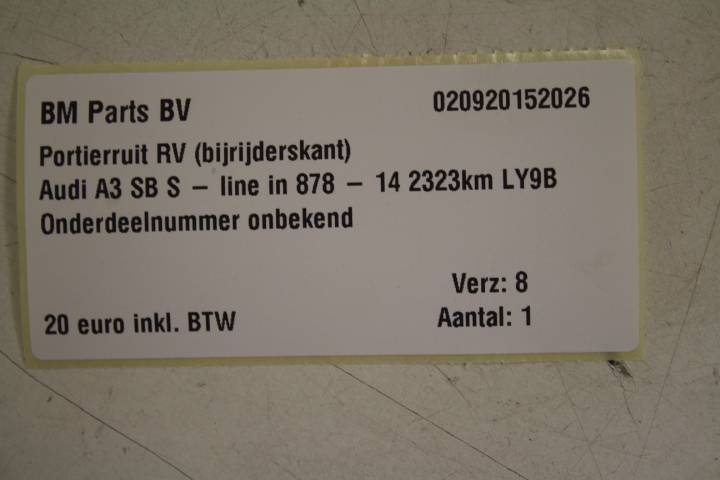 BM Parts BV
020920152026
Portierruit RV (bijrijderskant)
Audi A3 SB S – line in 878 – 14 2323km LY9B
Onderdeelnummer onbekend
Verz: 8
20 euro inkl. BTW
Aantal: 1